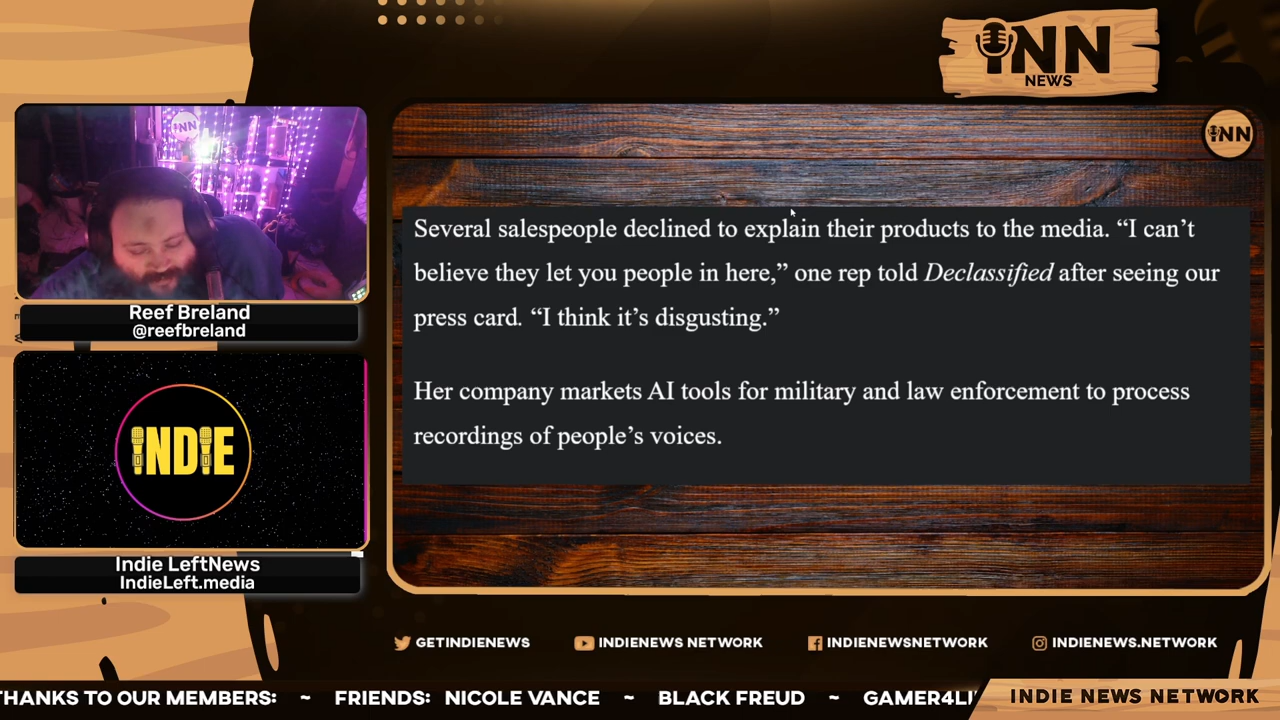 iNN
NEWS
iNN
iNN
Several salespeople declined to explain their products to the media. “I can’t
believe they let you people in here,” one rep told Declassified after seeing our
press card. “I think it’s disgusting.”
Her company markets AI tools for military and law enforcement to process
recordings of people’s voices.
Reef Breland
@reefbreland
INDIE
Indie LeftNews
IndieLeft.media
GETINDIENEWS
INDIENEWS NETWORK
INDIENEWSNETWORK
INDIENEWS.NETWORK
THANKS TO OUR MEMBERS: ~ FRIENDS: NICOLE VANCE ~ BLACK FREUD ~ GAMER4LI
INDIE NEWS NETWORK